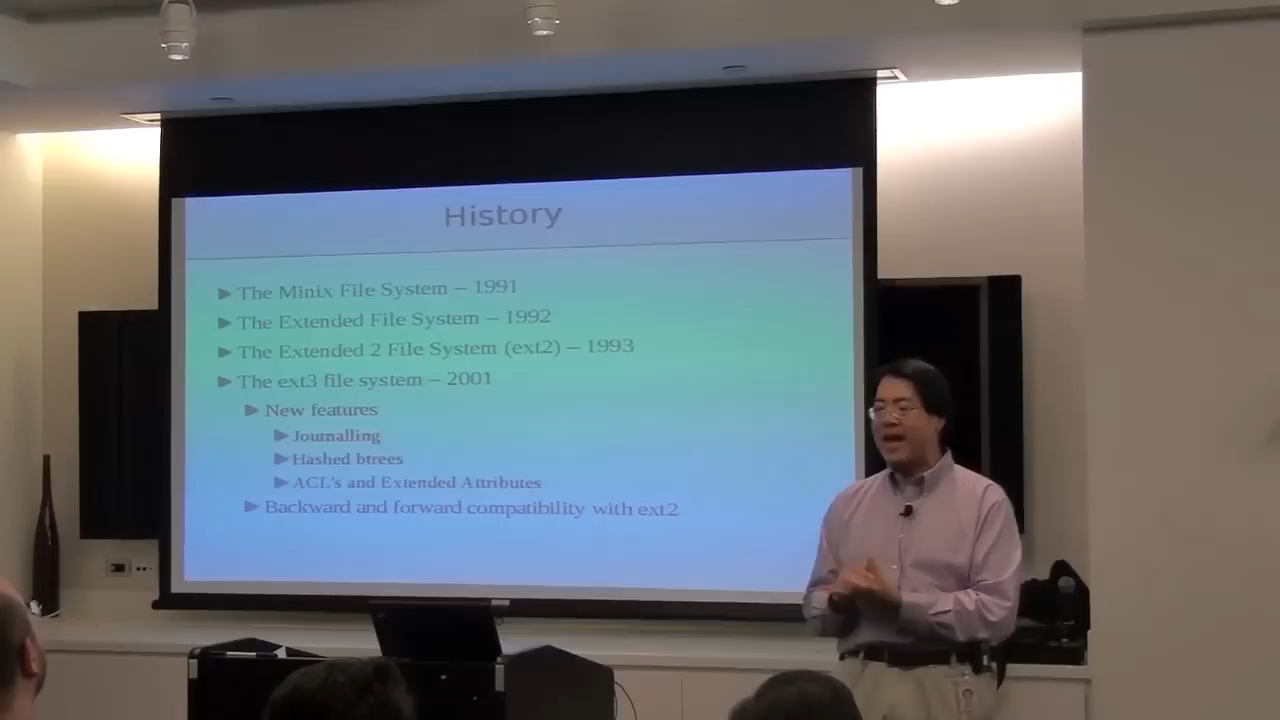 History
The Minix File System – 1991
The Extended File System – 1992
The Extended 2 File System (ext2) – 1993
The ext3 file system – 2001
New features
Journalling
Hashed btrees
ACL's and Extended Attributes
Backward and forward compatibility with ext2